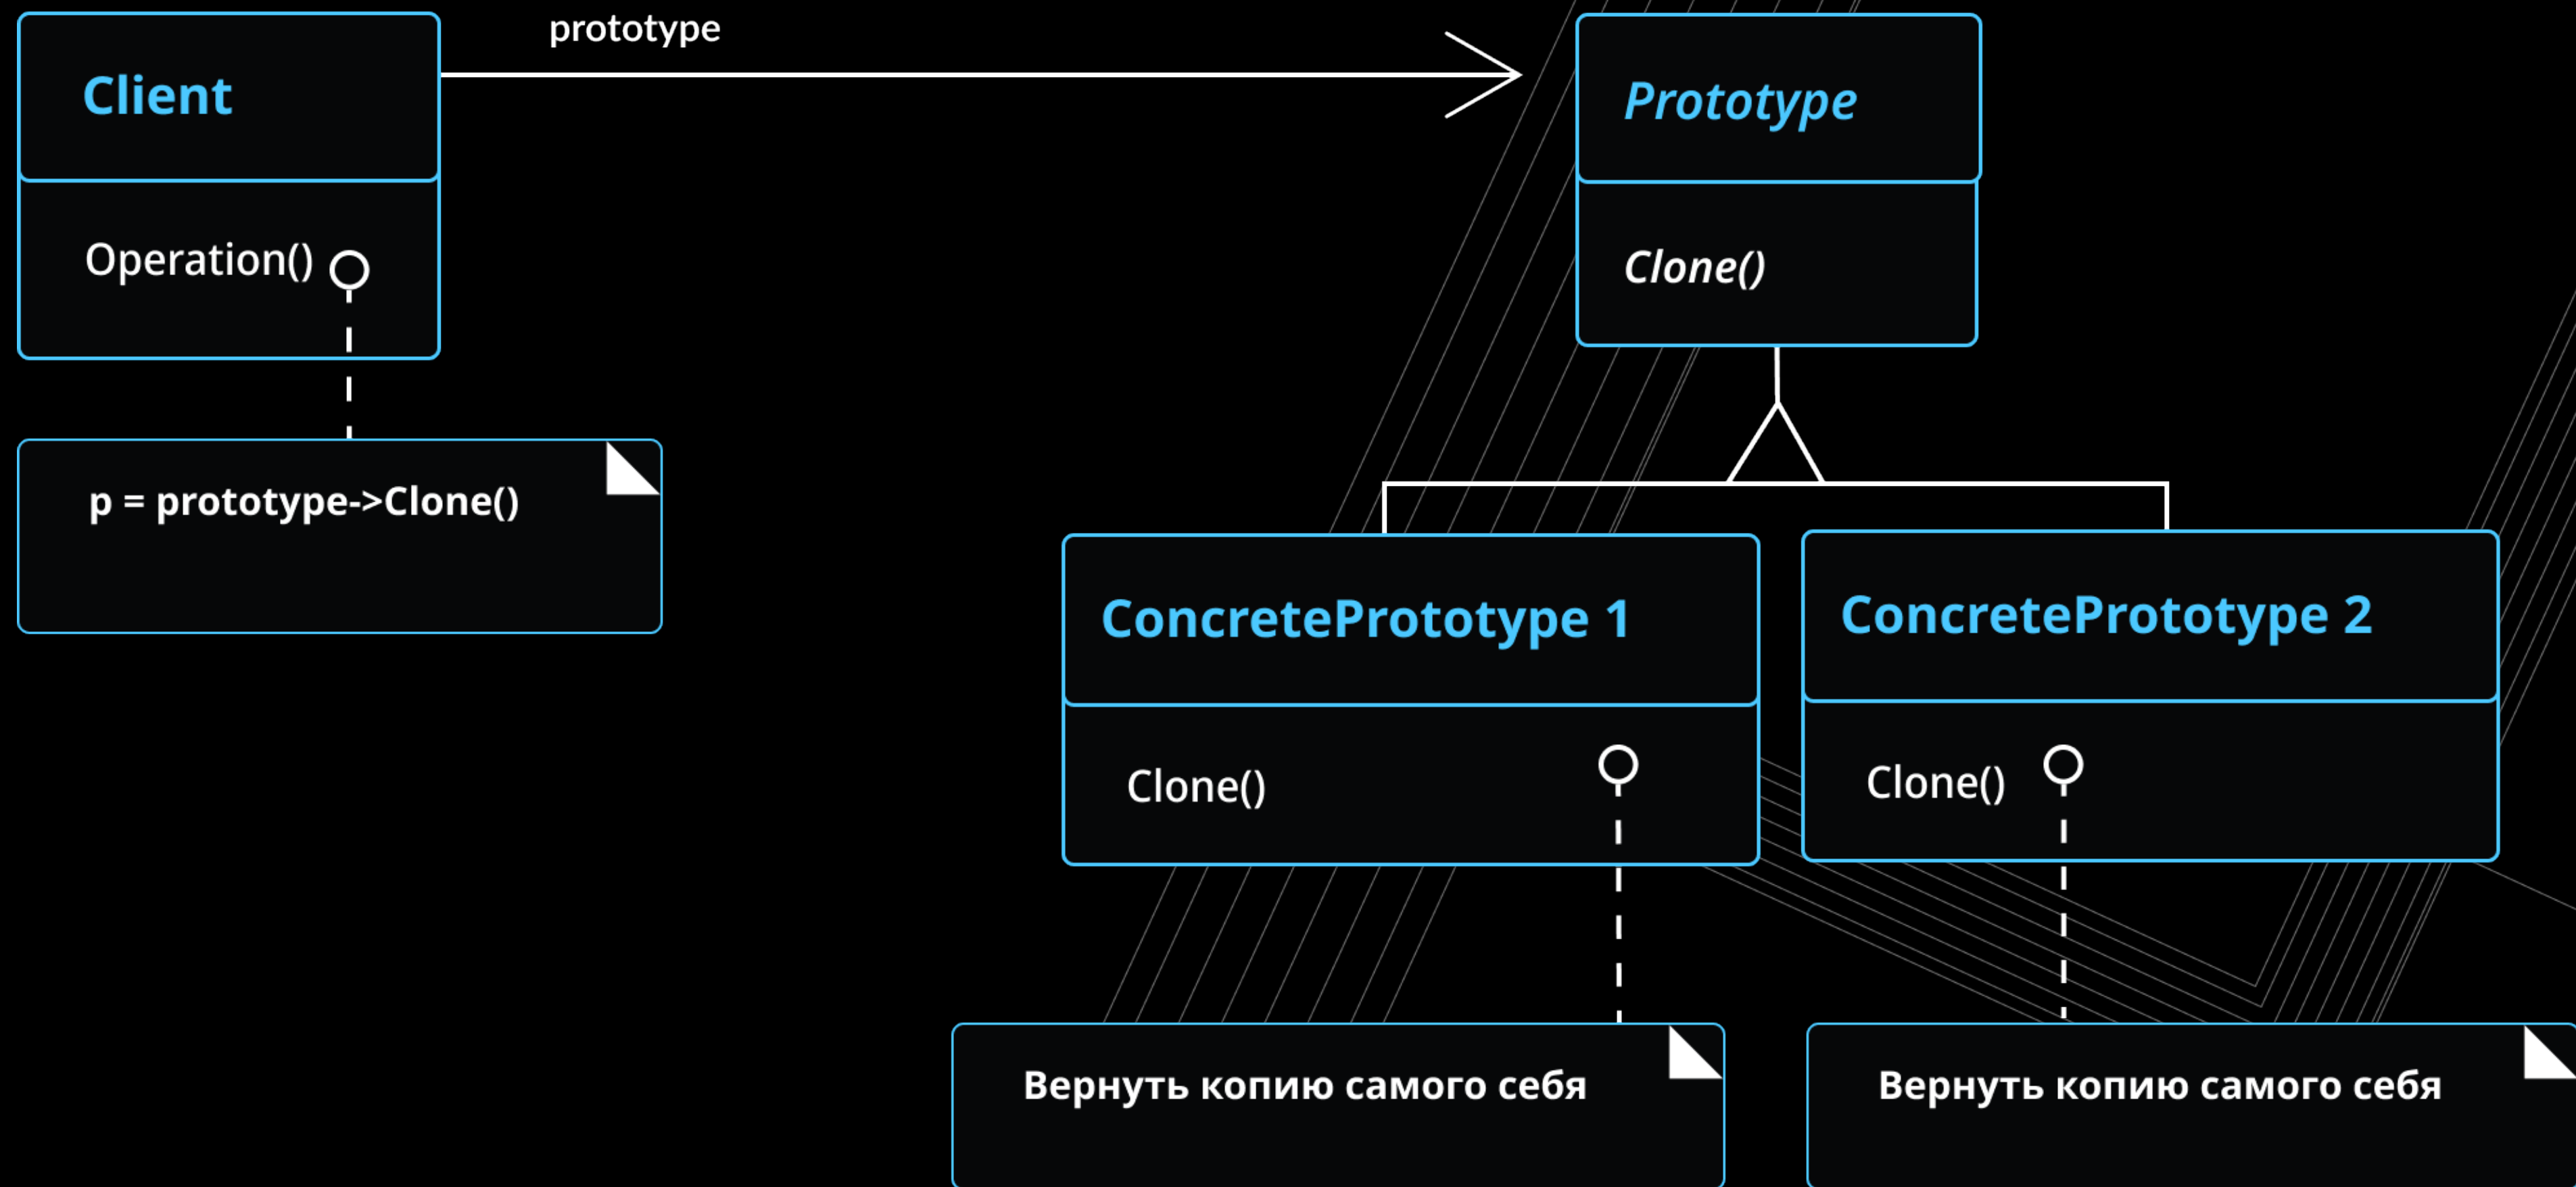 prototype
Client
Prototype
Operation()
Clone()
p = prototype->Clone()
ConcretePrototype 1
ConcretePrototype 2
Clone()
Clone()
Вернуть копию самого себя
Вернуть копию самого себя